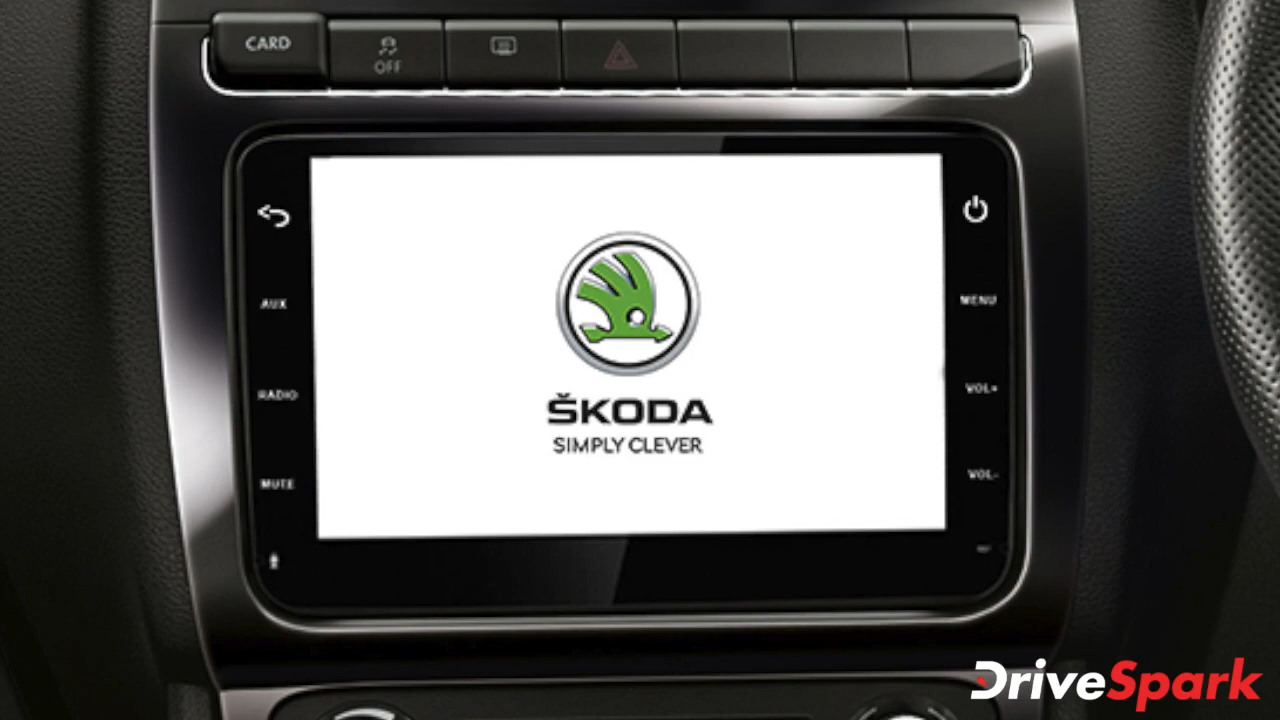 CARD
OFF
AUX
RADIO
MUTE
ŠKODA
SIMPLY CLEVER
MENU
VOL+
VOL-
DriveSpark